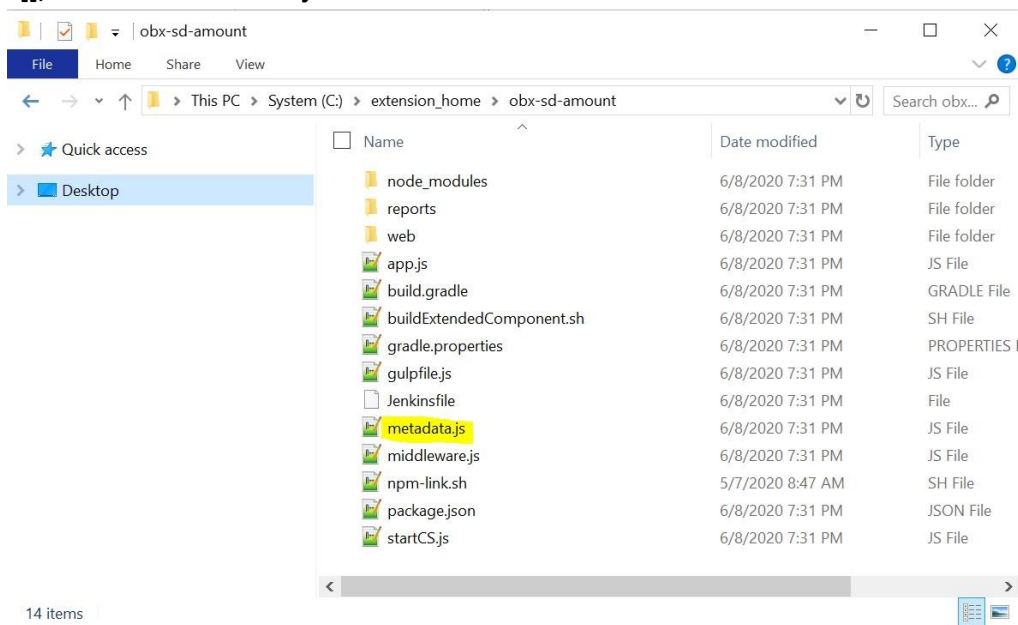 obx-sd-amount
File Home Share View
This PC > System (C:) > extension_home > obx-sd-amount Search obx...
Quick access
Desktop
Name Date modified Type
node_modules 6/8/2020 7:31 PM File folder
reports 6/8/2020 7:31 PM File folder
web 6/8/2020 7:31 PM File folder
app.js 6/8/2020 7:31 PM JS File
build.gradle 6/8/2020 7:31 PM GRADLE File
buildExtendedComponent.sh 6/8/2020 7:31 PM SH File
gradle.properties 6/8/2020 7:31 PM PROPERTIES
gulpfile.js 6/8/2020 7:31 PM JS File
Jenkinsfile 6/8/2020 7:31 PM File
metadata.js 6/8/2020 7:31 PM JS File
middleware.js 6/8/2020 7:31 PM JS File
npm-link.sh 5/7/2020 8:47 AM SH File
package.json 6/8/2020 7:31 PM JSON File
startCS.js 6/8/2020 7:31 PM JS File
14 items